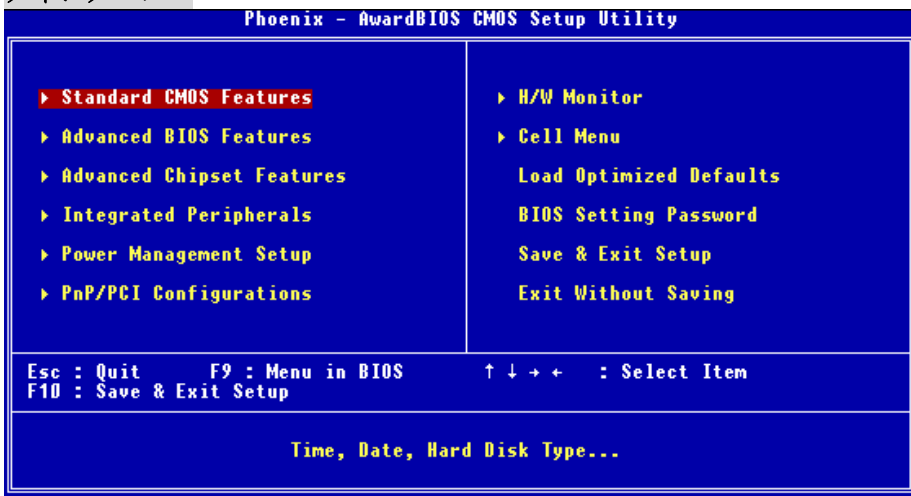 Phoenix - AwardBIOS CMOS Setup Utility
▸ Standard CMOS Features
▸ Advanced BIOS Features
▸ Advanced Chipset Features
▸ Integrated Peripherals
▸ Power Management Setup
▸ PnP/PCI Configurations
▸ H/W Monitor
▸ Cell Menu
Load Optimized Defaults
BIOS Setting Password
Save & Exit Setup
Exit Without Saving
Esc : Quit F9 : Menu in BIOS ↑ ↓ → ← : Select Item
F10 : Save & Exit Setup
Time, Date, Hard Disk Type...